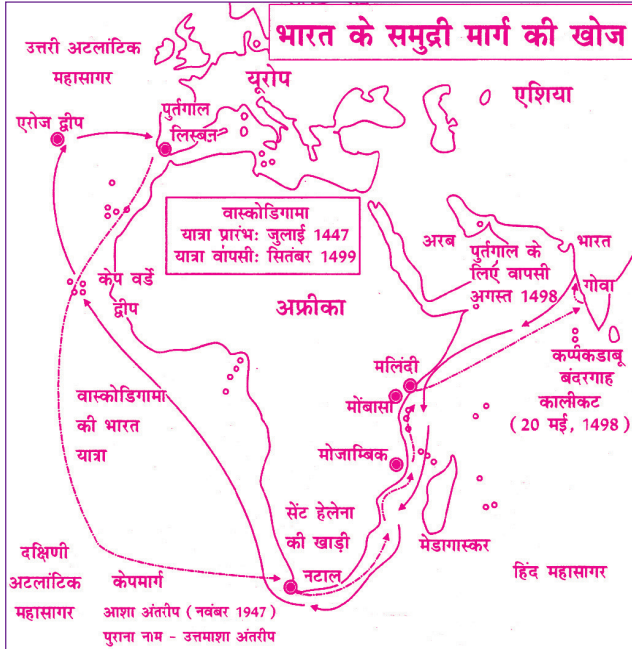 भारत के समुद्री मार्ग की खोज
उत्तरी अटलांटिक
महासागर
यूरोप
एशिया
पुर्तगाल
लिस्बन
एरोज द्वीप
वास्कोडिगामा
यात्रा प्रारंभः जुलाई 1447
यात्रा वापसीः सितंबर 1499
अरब
पुर्तगाल के
लिएं वापसी
अगस्त 1498
भारत
गोवा
केप वर्डे
द्वीप
अफ्रीका
कर्प्पकडाबू
बंदरगाह
कालीकट
(20 मई, 1498)
मलिंदी
मोंबासा
वास्कोडिगामा
की भारत
यात्रा
मोजाम्बिक
सेंट हेलेना
की खाड़ी
मेडागास्कर
हिंद महासागर
नटाल
दक्षिणी
अटलांटिक
महासागर
केपमार्ग
आशा अंतरीप (नवंबर 1947)
पुराना नाम - उत्तमाशा अंतरीप